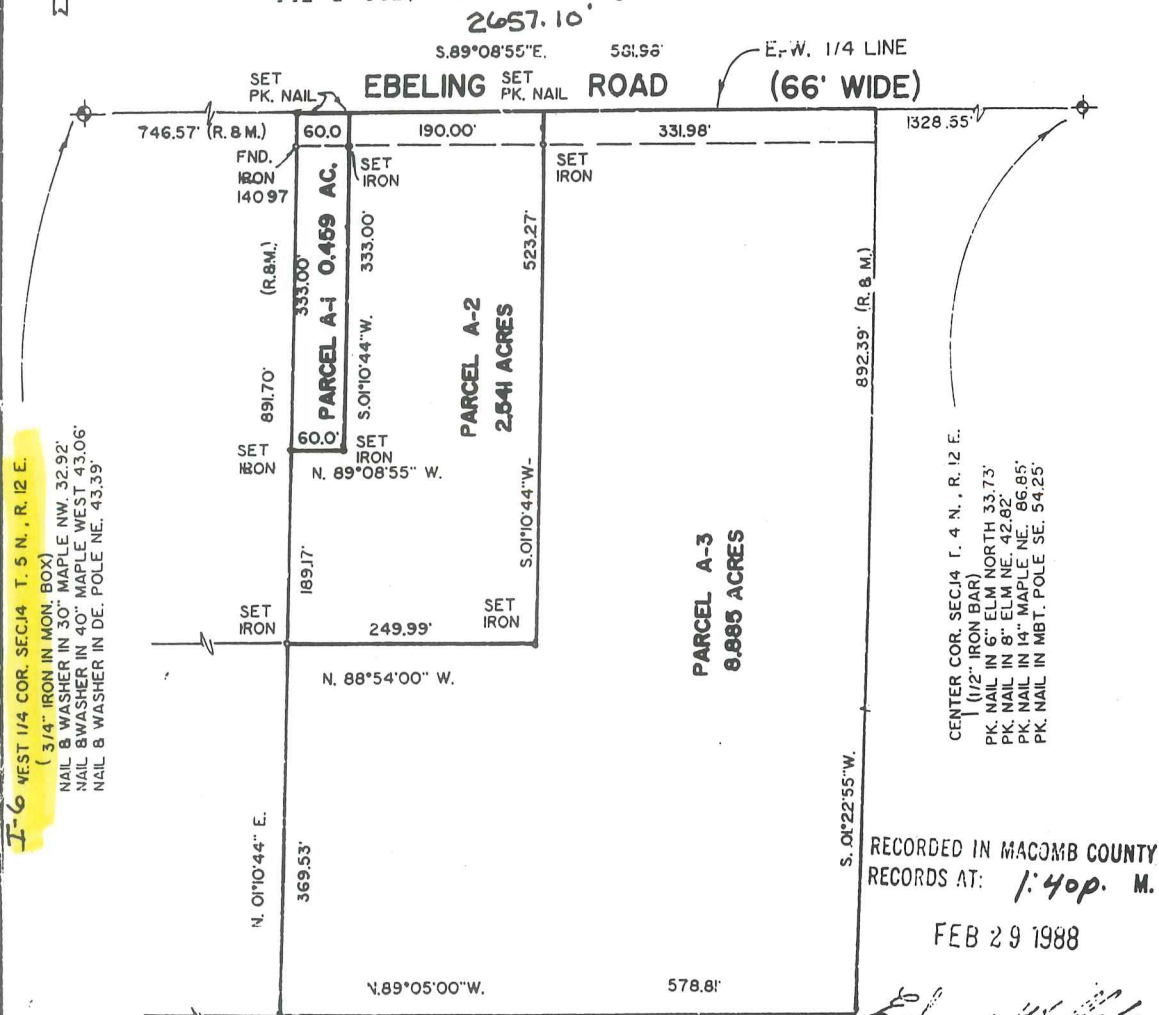 2657.10'
S.89°08'55"E. 581.98'
E.-W. 1/4 LINE
SET
PK. NAIL
EBELING
SET
PK. NAIL
ROAD
(66' WIDE)
746.57' (R. & M.)
60.0
190.00'
331.98'
1328.55'
FND.
IRON
14097
SET
IRON
SET
IRON
(R.&M.)
333.00'
PARCEL A-1 0.459 AC.
333.00'
523.27'
892.39' (R. & M.)
891.70'
S.01°10'44"W.
PARCEL A-2
2.541 ACRES
60.0'
SET
IRON
SET
IRON
N. 89°08'55" W.
S.01°10'44"W-
I-6 WEST 1/4 COR. SEC.14 T. 5 N., R. 12 E.
(3/4" IRON IN MON. BOX)
NAIL & WASHER IN 30" MAPLE NW. 32.92'
NAIL & WASHER IN 40" MAPLE WEST 43.06'
NAIL & WASHER IN DE. POLE NE. 43.39'
189.17'
SET
IRON
249.99'
SET
IRON
N. 88°54'00" W.
PARCEL A-3
8.885 ACRES
CENTER COR. SEC.14 T. 4 N., R. 12 E.
(1/2" IRON BAR)
PK. NAIL IN 6" ELM NORTH 33.73'
PK. NAIL IN 8" ELM NE. 42.82'
PK. NAIL IN 14" MAPLE NE. 86.85'
PK. NAIL IN MBT. POLE SE. 54.25'
N. 01°10'44" E.
369.53'
S. 01°22'55"W.
RECORDED IN MACOMB COUNTY
RECORDS AT: 1:40p. M.
FEB 29 1988
N.89°05'00"W.
578.81'